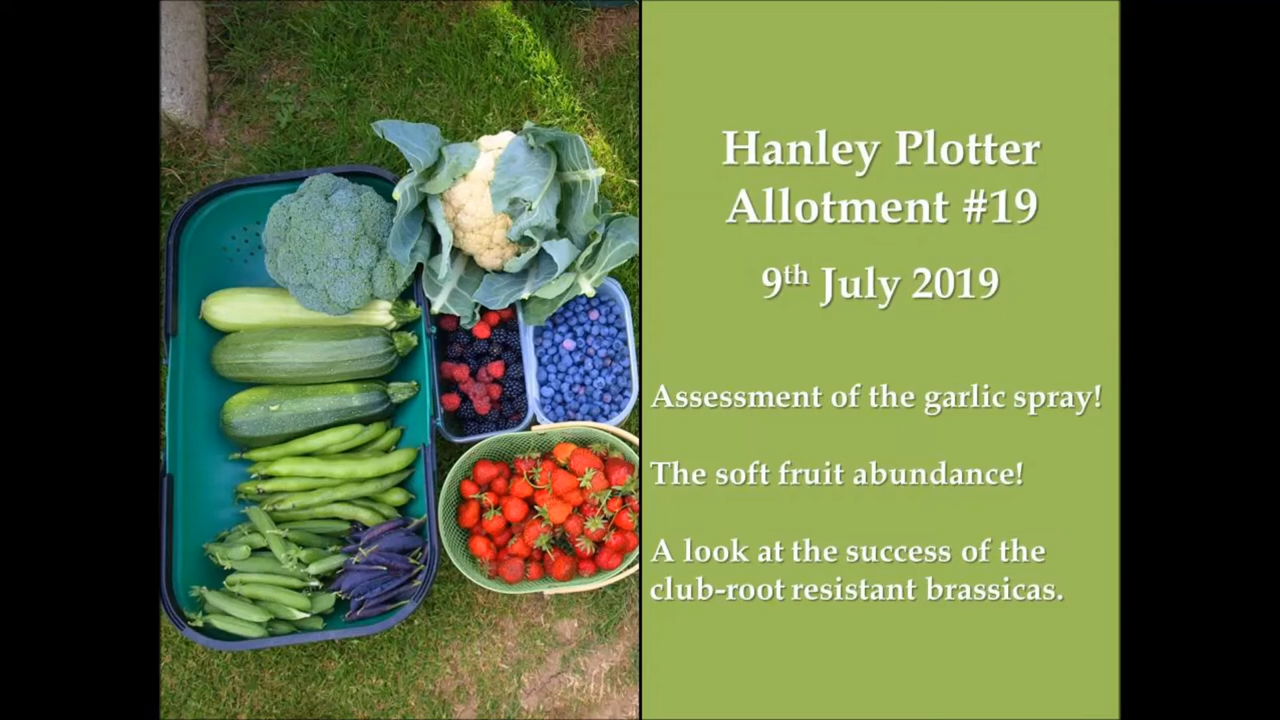 Hanley Plotter
Allotment #19
9th July 2019
Assessment of the garlic spray!
The soft fruit abundance!
A look at the success of the
club-root resistant brassicas.